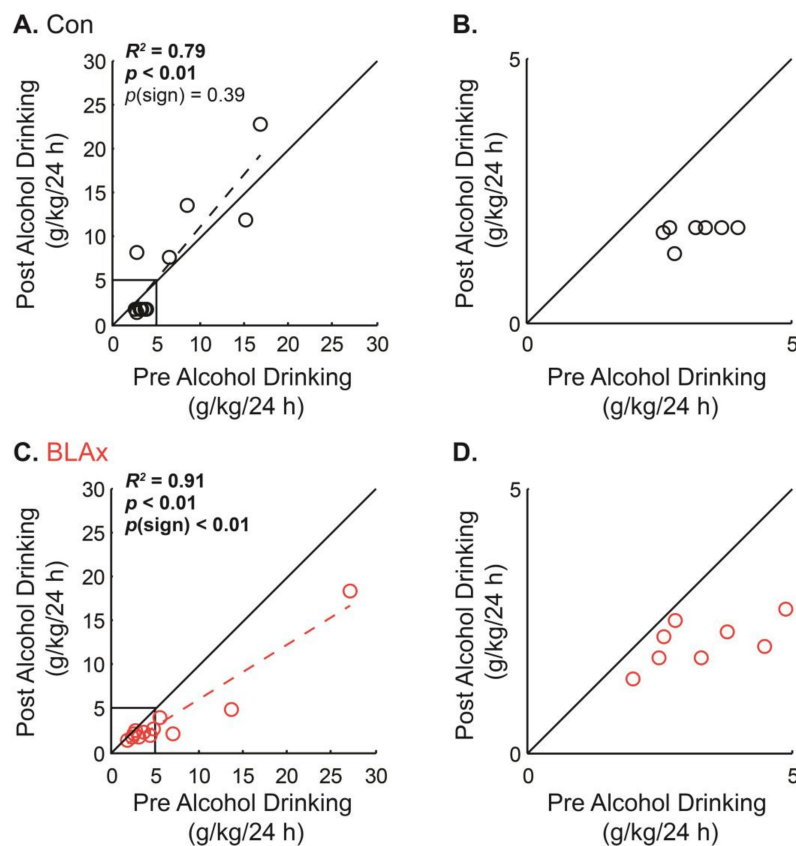 A. Con
R² = 0.79
p < 0.01
p(sign) = 0.39
30
25
20
15
10
5
0
0 5 10 15 20 25 30
Post Alcohol Drinking
(g/kg/24 h)
Pre Alcohol Drinking
(g/kg/24 h)
B.
5
0
0 5
Post Alcohol Drinking
(g/kg/24 h)
Pre Alcohol Drinking
(g/kg/24 h)
C. BLAx
R² = 0.91
p < 0.01
p(sign) < 0.01
30
25
20
15
10
5
0
0 5 10 15 20 25 30
Post Alcohol Drinking
(g/kg/24 h)
Pre Alcohol Drinking
(g/kg/24 h)
D.
5
0
0 5
Post Alcohol Drinking
(g/kg/24 h)
Pre Alcohol Drinking
(g/kg/24 h)